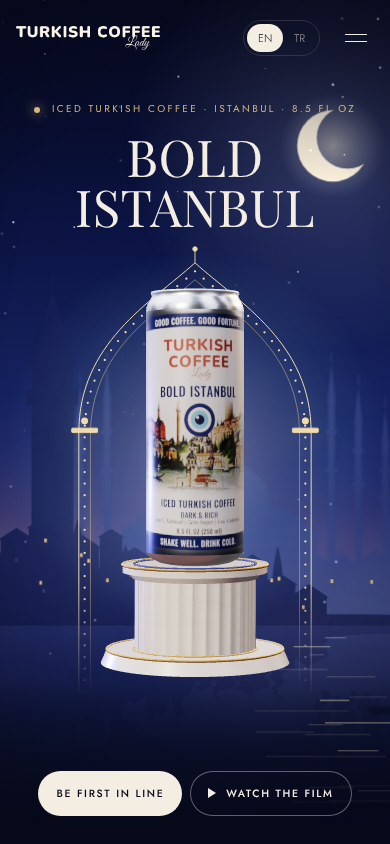 TURKISH COFFEE
Lady
EN TR
ICED TURKISH COFFEE · ISTANBUL · 8.5 FL OZ
BOLD
ISTANBUL
GOOD COFFEE. GOOD FORTUNE.
TURKISH
COFFEE
Lady
BOLD ISTANBUL
ICED TURKISH COFFEE
DARK & RICH
8.5 FL OZ (250 ml)
SHAKE WELL. DRINK COLD.
BE FIRST IN LINE
WATCH THE FILM